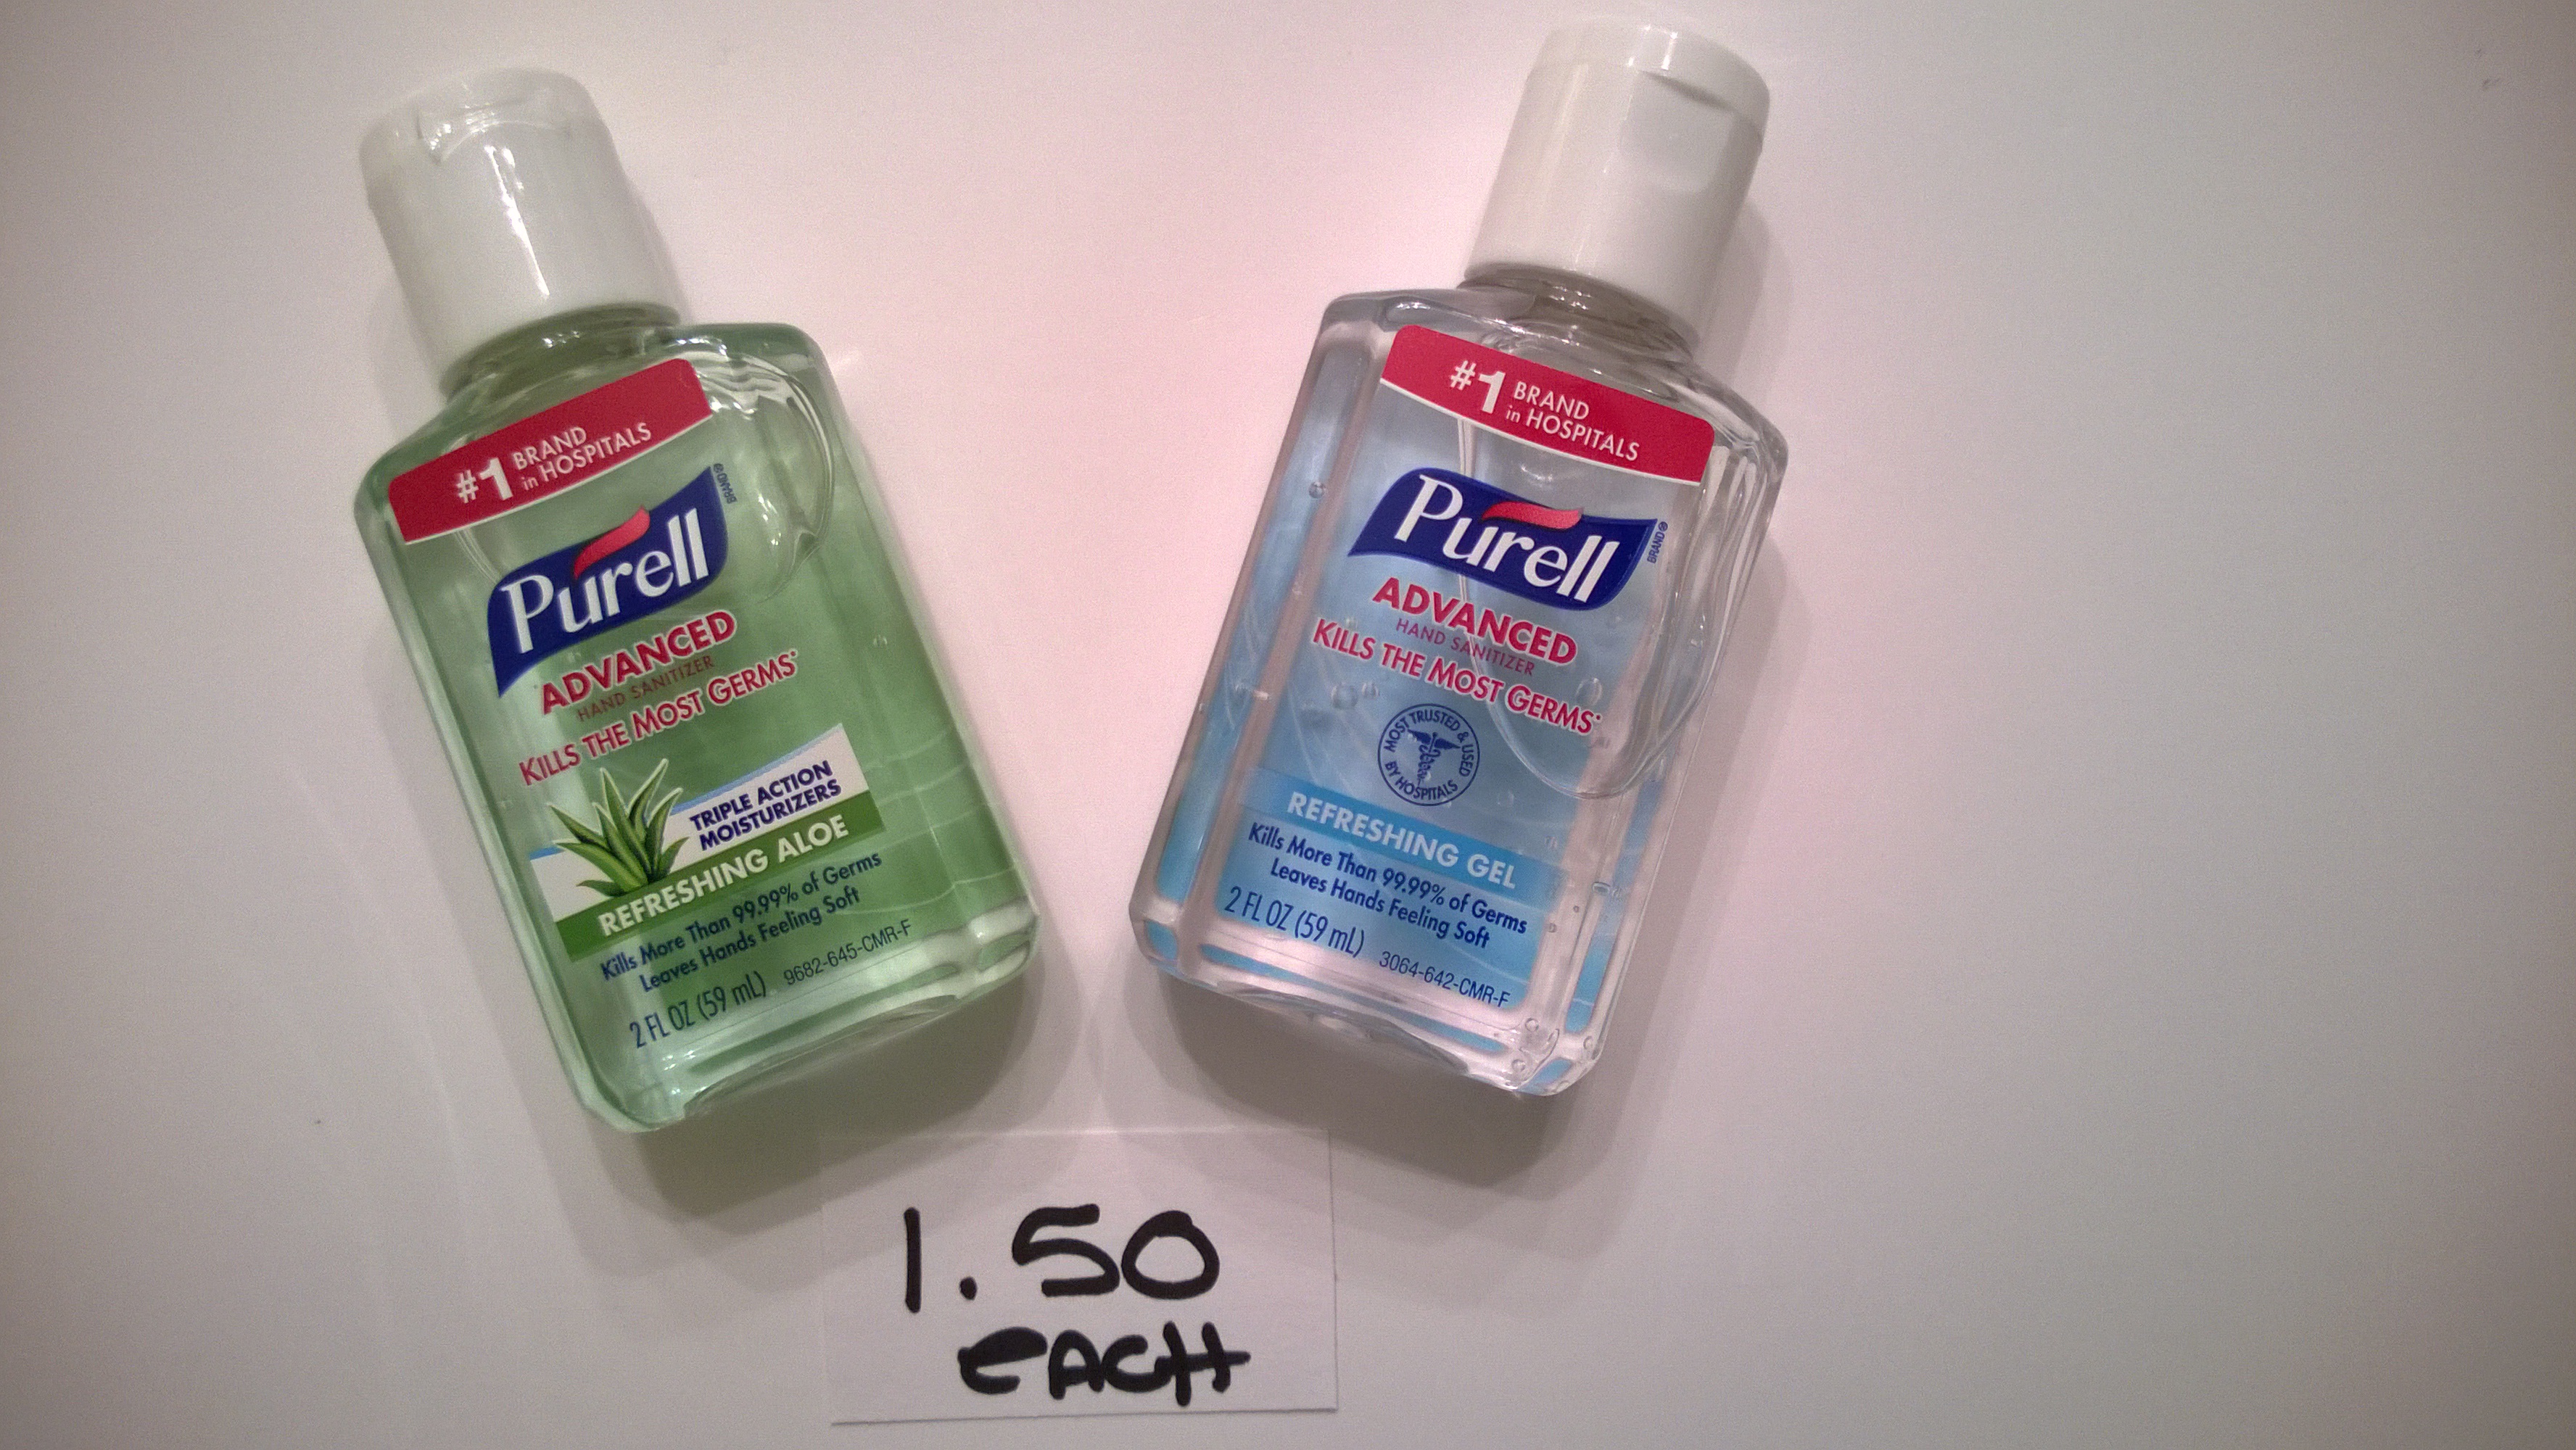 #1 BRAND
in HOSPITALS
Purell
BRAND®
ADVANCED
HAND SANITIZER
KILLS THE MOST GERMS*
TRIPLE ACTION
MOISTURIZERS
REFRESHING ALOE
Kills More Than 99.99% of Germs
Leaves Hands Feeling Soft
2 FL OZ (59 mL) 9682-645-CMR-F
#1 BRAND
in HOSPITALS
Purell
BRAND®
ADVANCED
HAND SANITIZER
KILLS THE MOST GERMS*
MOST TRUSTED & USED
BY HOSPITALS
REFRESHING GEL
Kills More Than 99.99% of Germs
Leaves Hands Feeling Soft
2 FL OZ (59 mL) 3064-642-CMR-F
1.50
eACH